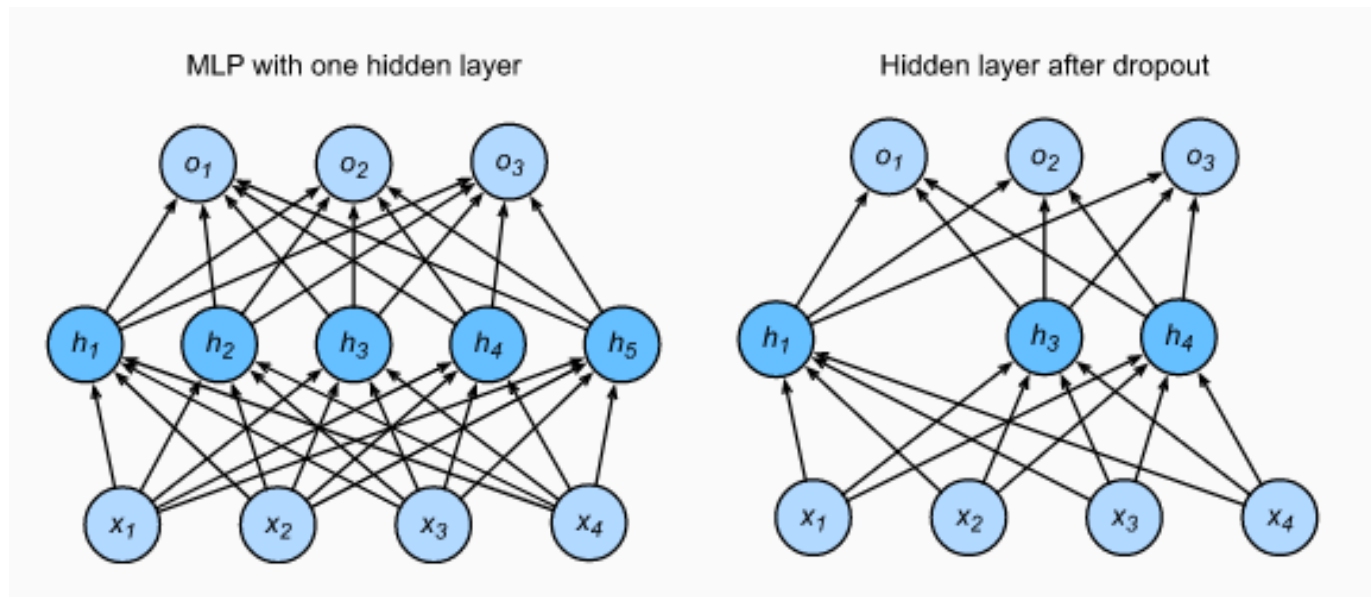 MLP with one hidden layer
Hidden layer after dropout
o1 o2 o3
o1 o2 o3
h1 h2 h3 h4 h5
h1 h3 h4
x1 x2 x3 x4
x1 x2 x3 x4